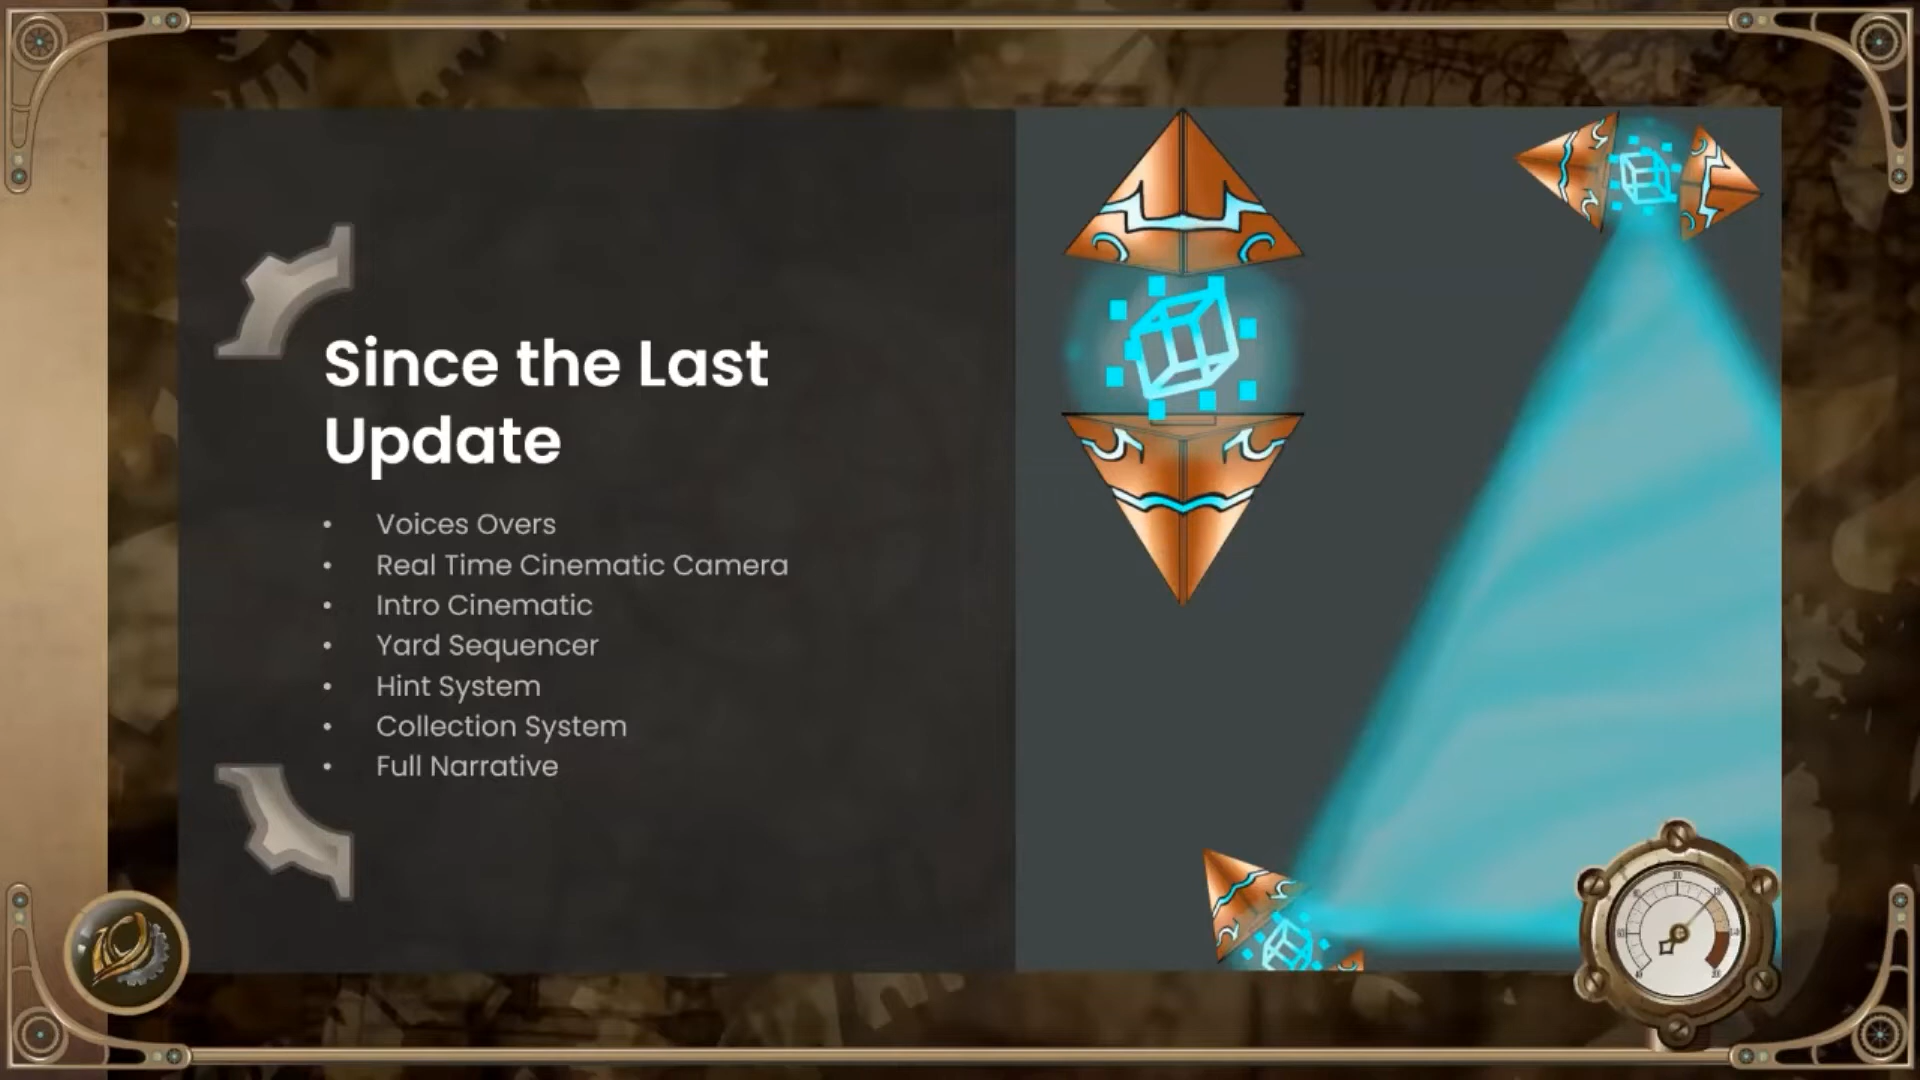 Since the Last
Update
• Voices Overs
• Real Time Cinematic Camera
• Intro Cinematic
• Yard Sequencer
• Hint System
• Collection System
• Full Narrative